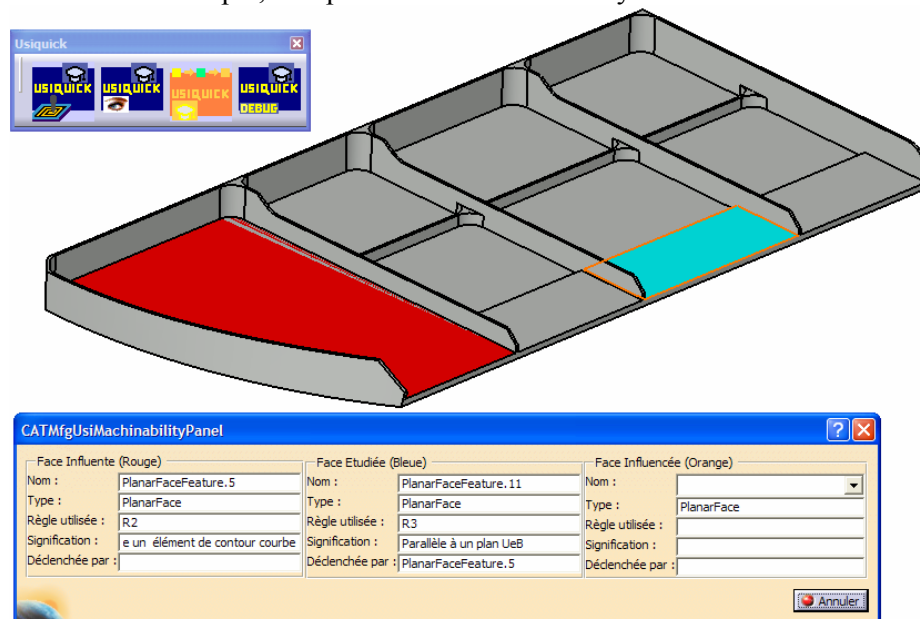 Usiquick
USIQUICK USIQUICK USIQUICK USIQUICK
DEBUG
CATMfgUsiMachinabilityPanel
Face Influente (Rouge) Face Etudiée (Bleue) Face Influencée (Orange)
Nom : PlanarFaceFeature.5 Nom : PlanarFaceFeature.11 Nom :
Type : PlanarFace Type : PlanarFace Type : PlanarFace
Règle utilisée : R2 Règle utilisée : R3 Règle utilisée :
Signification : e un élément de contour courbe Signification : Parallèle à un plan UeB Signification :
Déclenchée par : Déclenchée par : PlanarFaceFeature.5 Déclenchée par :
Annuler